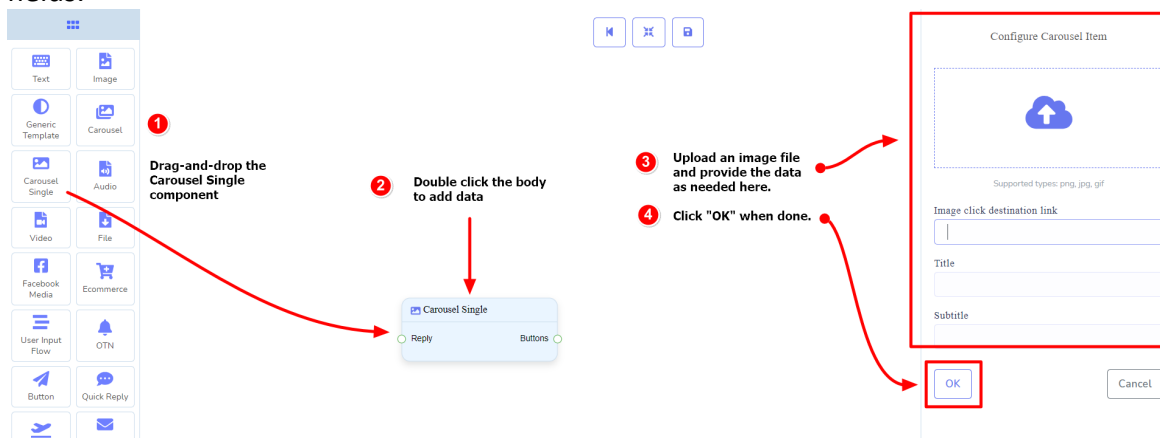 Text
Image
Generic
Template
Carousel
Carousel
Single
Audio
Video
File
Facebook
Media
Ecommerce
User Input
Flow
OTN
Button
Quick Reply
1
Drag-and-drop the
Carousel Single
component
2
Double click the body
to add data
Carousel Single
Reply
Buttons
3
Upload an image file
and provide the data
as needed here.
4
Click "OK" when done.
Configure Carousel Item
Supported types: png, jpg, gif
Image click destination link
Title
Subtitle
OK
Cancel